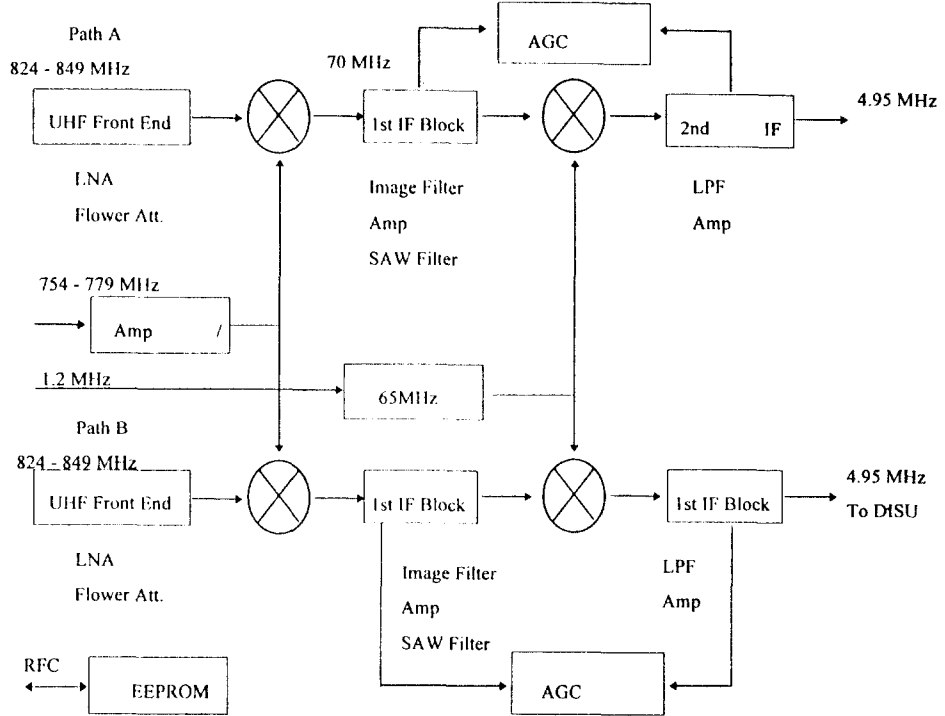 Path A
824 - 849 MHz
UHF Front End
LNA
Flower Att.
70 MHz
1st IF Block
Image Filter
Amp
SAW Filter
AGC
2nd IF
LPF
Amp
4.95 MHz
754 - 779 MHz
Amp /
1.2 MHz
65MHz
Path B
824 - 849 MHz
UHF Front End
LNA
Flower Att.
1st IF Block
Image Filter
Amp
SAW Filter
1st IF Block
LPF
Amp
4.95 MHz
To DISU
AGC
RFC
EEPROM